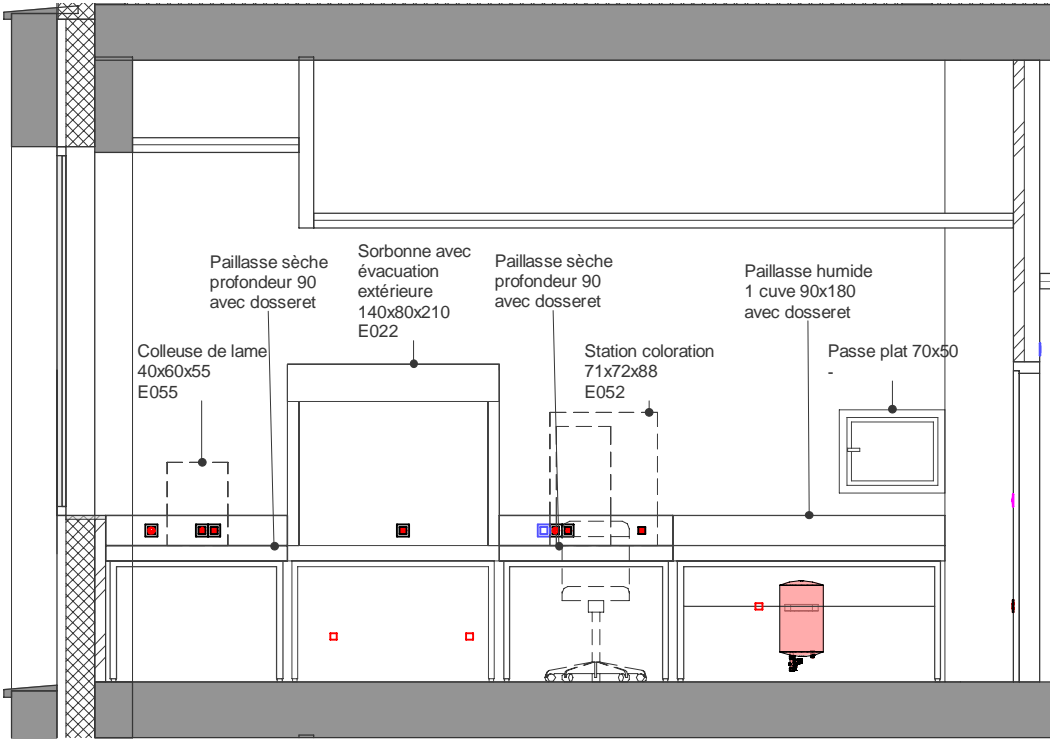 Paillasse sèche
profondeur 90
avec dosseret
Sorbonne avec
évacuation
extérieure
140x80x210
E022
Paillasse sèche
profondeur 90
avec dosseret
Paillasse humide
1 cuve 90x180
avec dosseret
Colleuse de lame
40x60x55
E055
Station coloration
71x72x88
E052
Passe plat 70x50
-